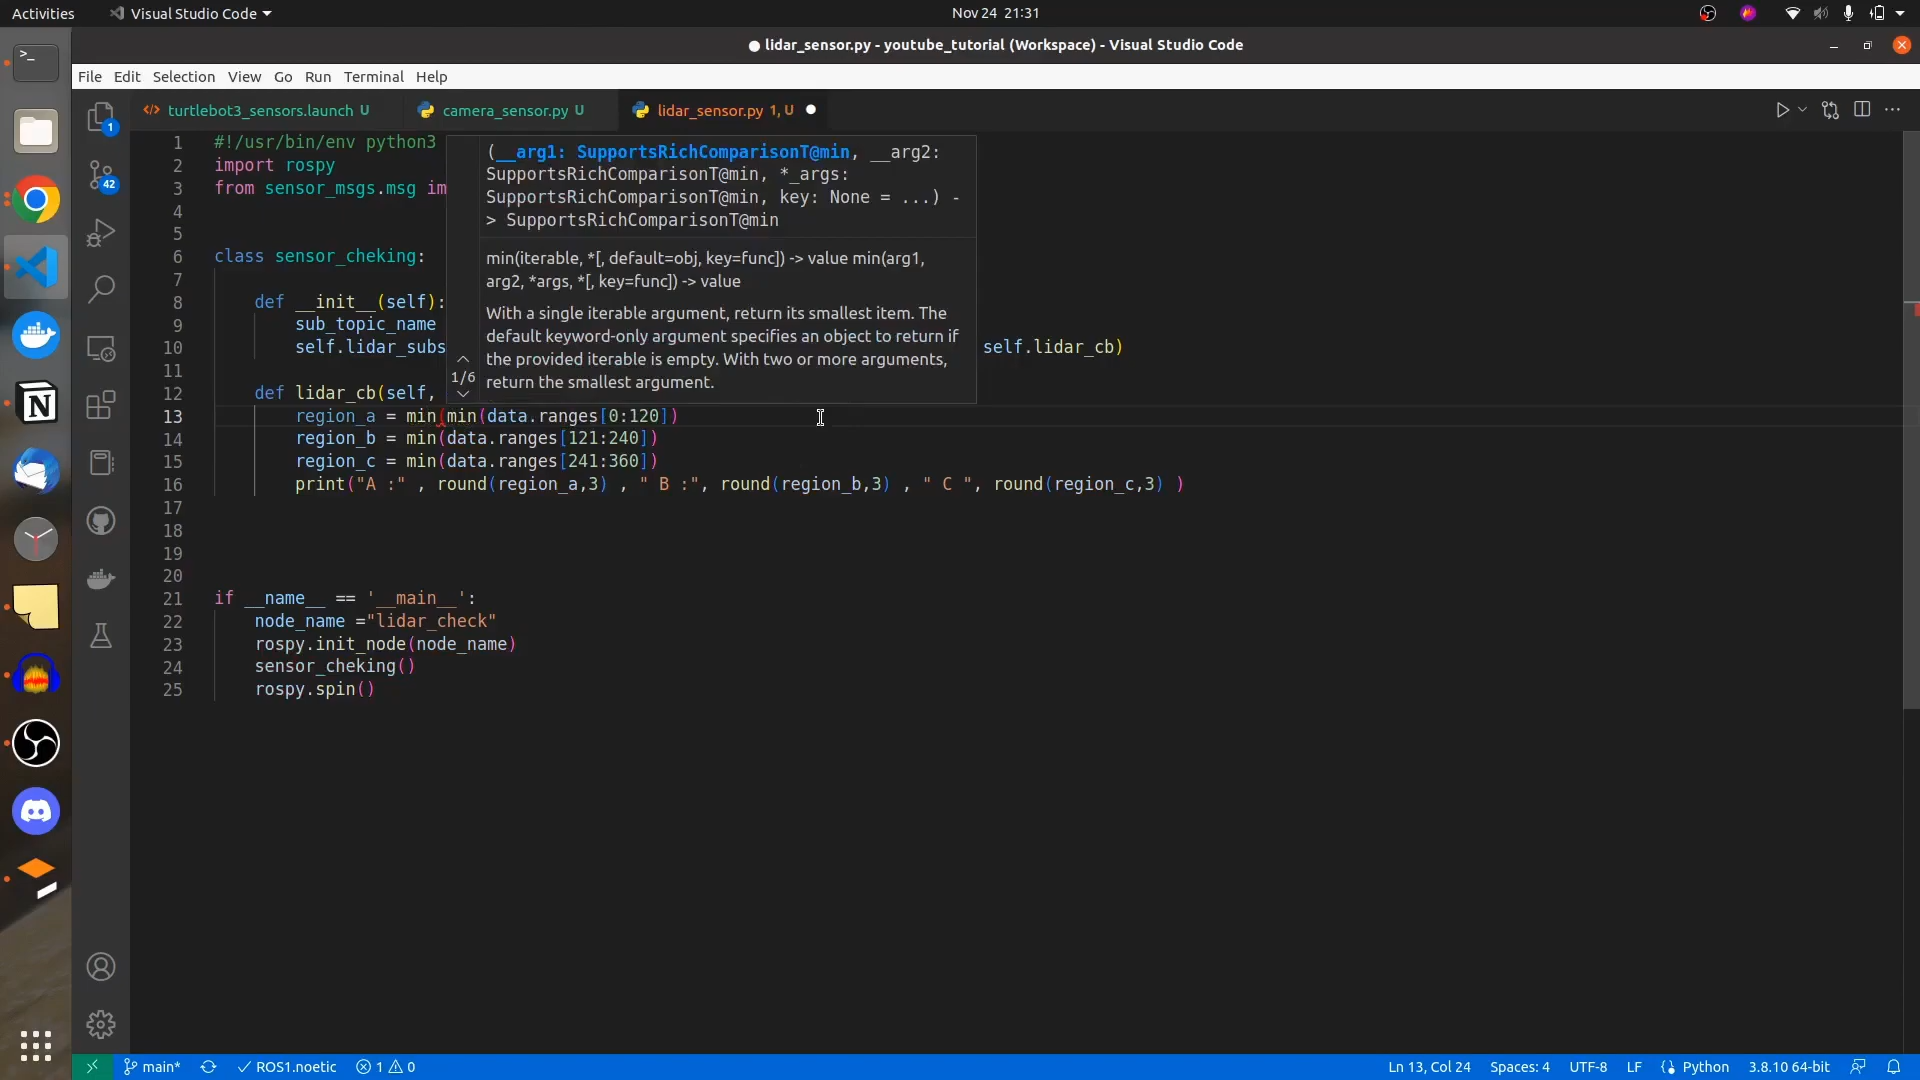 Activities Visual Studio Code Nov 24 21:31
lidar_sensor.py - youtube_tutorial (Workspace) - Visual Studio Code
File Edit Selection View Go Run Terminal Help
turtlebot3_sensors.launch U camera_sensor.py U lidar_sensor.py 1, U
1 #!/usr/bin/env python3
2 import rospy
3 from sensor_msgs.msg im
4
5
6 class sensor_cheking:
7
8 def __init__(self):
9 sub_topic_name
10 self.lidar_subs self.lidar_cb)
11
12 def lidar_cb(self,
(__arg1: SupportsRichComparisonT@min, __arg2:
SupportsRichComparisonT@min, *_args:
SupportsRichComparisonT@min, key: None = ...) -
> SupportsRichComparisonT@min
min(iterable, *[, default=obj, key=func]) -> value min(arg1,
arg2, *args, *[, key=func]) -> value
With a single iterable argument, return its smallest item. The
default keyword-only argument specifies an object to return if
the provided iterable is empty. With two or more arguments,
return the smallest argument.
1/6
13 region_a = min(min(data.ranges[0:120])
14 region_b = min(data.ranges[121:240])
15 region_c = min(data.ranges[241:360])
16 print("A :" , round(region_a,3) , " B :", round(region_b,3) , " C ", round(region_c,3) )
17
18
19
20
21 if __name__ == '__main__':
22 node_name ="lidar_check"
23 rospy.init_node(node_name)
24 sensor_cheking()
25 rospy.spin()
1
42
main* ROS1.noetic 1 0 Ln 13, Col 24 Spaces: 4 UTF-8 LF Python 3.8.10 64-bit